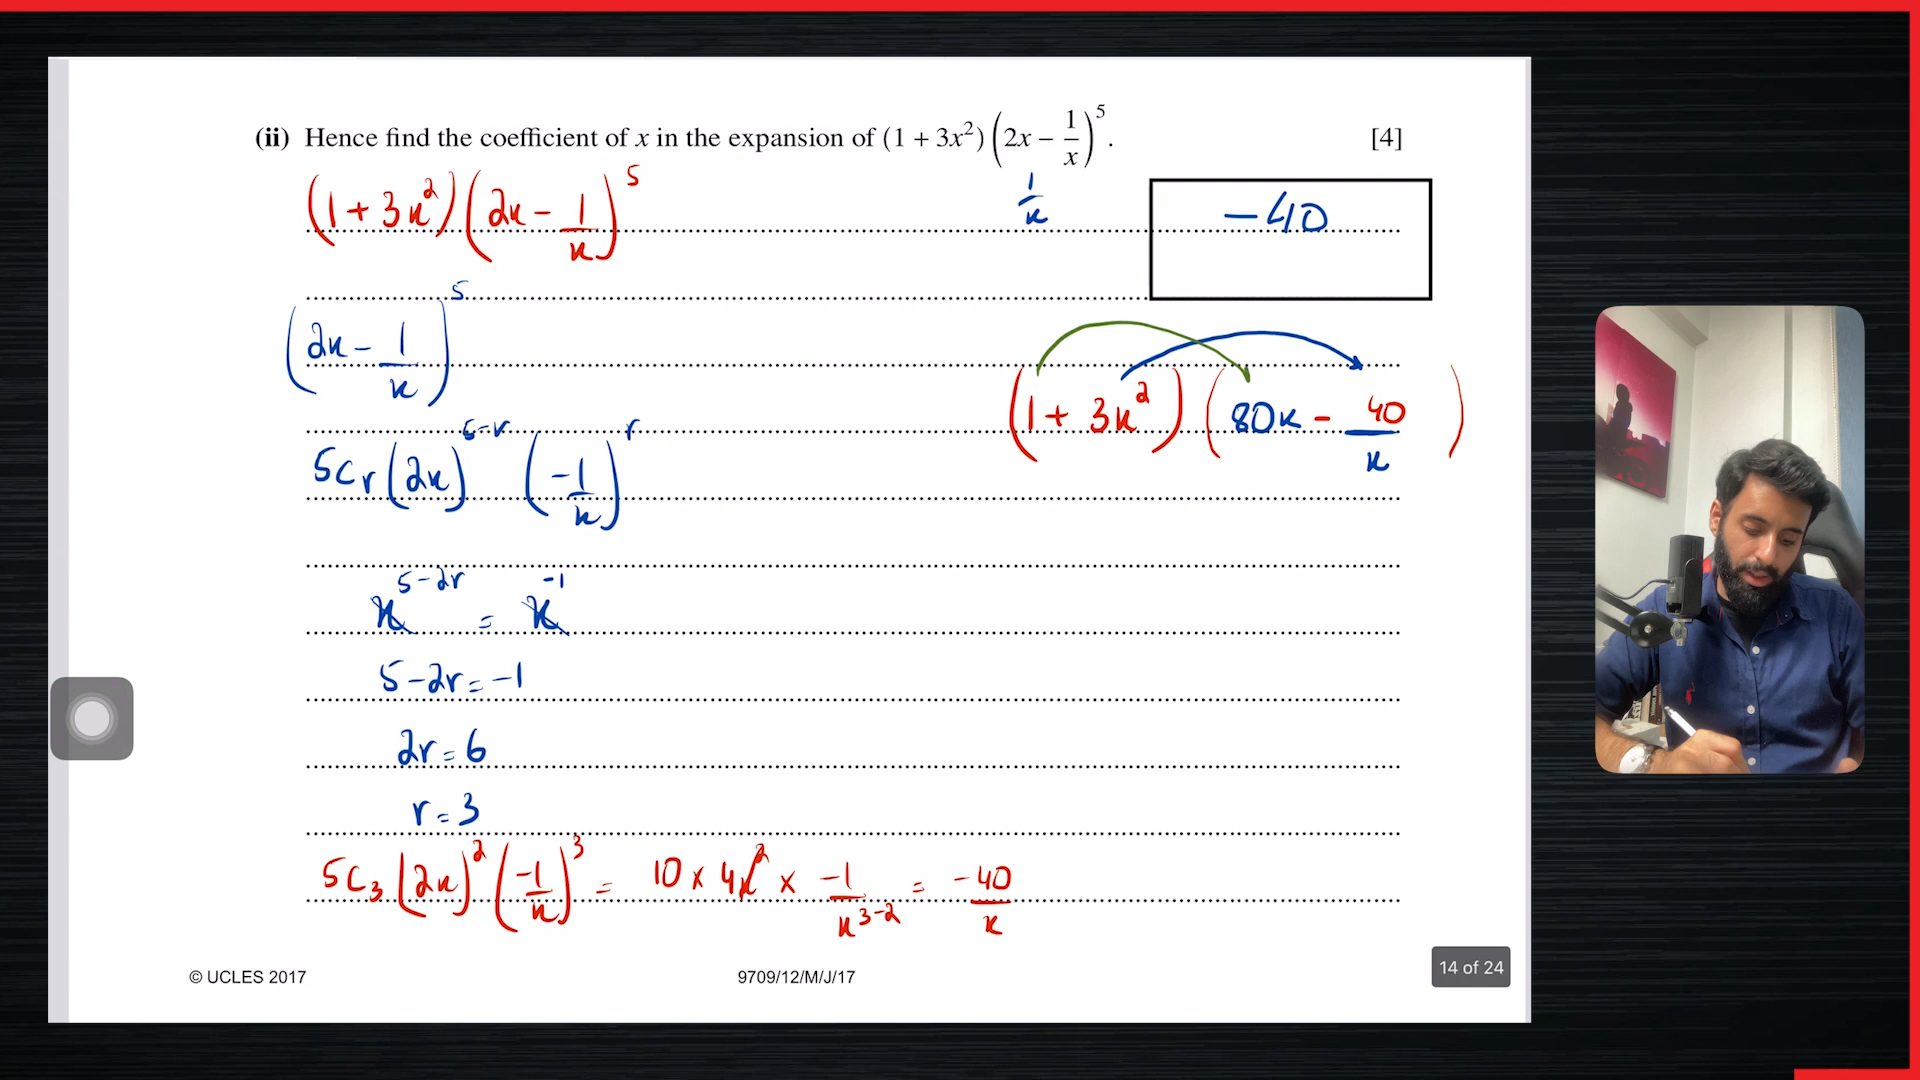 (ii) Hence find the coefficient of x in the expansion of (1 + 3x²)(2x − 1/x)⁵. [4]
(1 + 3x²)(2x − 1/x)⁵
1/x
−40
(2x − 1/x)⁵
(1 + 3x²)(80x − 40/x)
5Cr (2x)⁵⁻ʳ (−1/x)ʳ
x⁵⁻²ʳ = x⁻¹
5−2r = −1
2r = 6
r = 3
5C₃ (2x)² (−1/x)³ = 10 × 4x² × −1/x³⁻² = −40/x
© UCLES 2017
9709/12/M/J/17
14 of 24